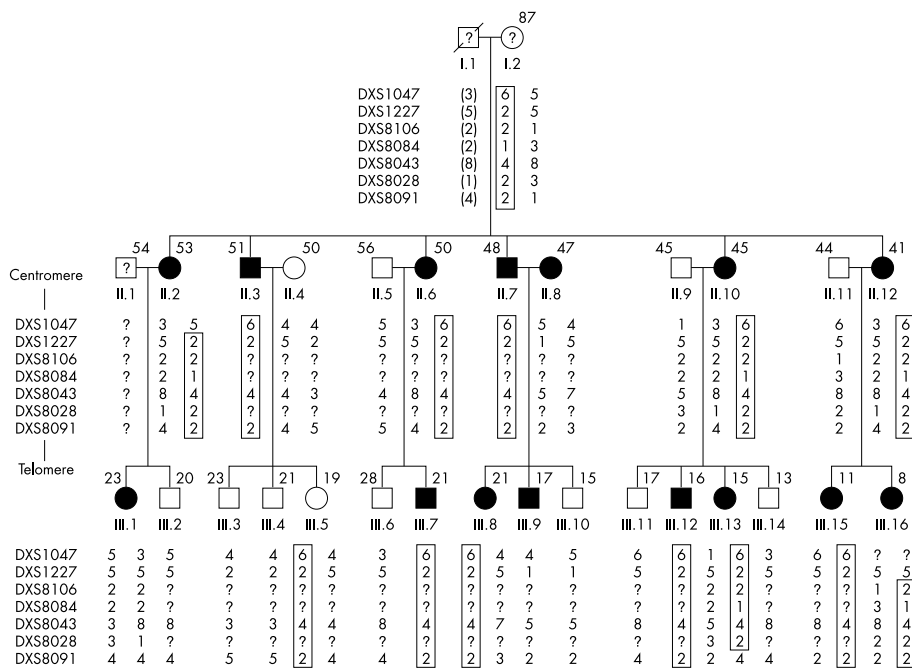 87
? ?
I.1 I.2
DXS1047 (3) 6 5
DXS1227 (5) 2 5
DXS8106 (2) 2 1
DXS8084 (2) 1 3
DXS8043 (8) 4 8
DXS8028 (1) 2 3
DXS8091 (4) 2 1
54 53 51 50 56 50 48 47 45 45 44 41
Centromere ?
II.1 II.2 II.3 II.4 II.5 II.6 II.7 II.8 II.9 II.10 II.11 II.12
DXS1047 ? 3 5 6 4 4 5 3 6 6 5 4 1 3 6 6 3 6
DXS1227 ? 5 2 2 5 2 5 5 2 2 1 5 5 5 2 5 5 2
DXS8106 ? 2 2 ? ? ? ? ? ? ? ? ? 2 2 2 1 2 2
DXS8084 ? 2 1 ? ? ? ? ? ? ? ? ? 2 2 1 3 2 1
DXS8043 ? 8 4 4 4 3 4 8 4 4 5 7 5 8 4 8 8 4
DXS8028 ? 1 2 ? ? ? ? ? ? ? ? ? 3 1 2 2 1 2
DXS8091 ? 4 2 2 4 5 5 4 2 2 2 3 2 4 2 2 4 2
Telomere
23 20 23 21 19 28 21 21 17 15 17 16 15 13 11 8
III.1 III.2 III.3 III.4 III.5 III.6 III.7 III.8 III.9 III.10 III.11 III.12 III.13 III.14 III.15 III.16
DXS1047 5 3 5 4 4 6 4 3 6 6 4 4 5 6 6 1 6 3 6 6 ? ?
DXS1227 5 5 5 2 2 2 5 5 2 2 5 1 1 5 2 5 2 5 5 2 5 5
DXS8106 2 2 ? ? ? ? ? ? ? ? ? ? ? ? ? 2 2 ? ? ? 1 2
DXS8084 2 2 ? ? ? ? ? ? ? ? ? ? ? ? ? 2 1 ? ? ? 3 1
DXS8043 3 8 8 3 3 4 4 8 4 4 7 5 5 8 4 5 4 8 8 4 8 4
DXS8028 3 1 ? ? ? ? ? ? ? ? ? ? ? ? ? 3 2 ? ? ? 2 2
DXS8091 4 4 4 5 5 2 4 4 2 2 3 2 2 4 2 2 4 4 2 2 2 2